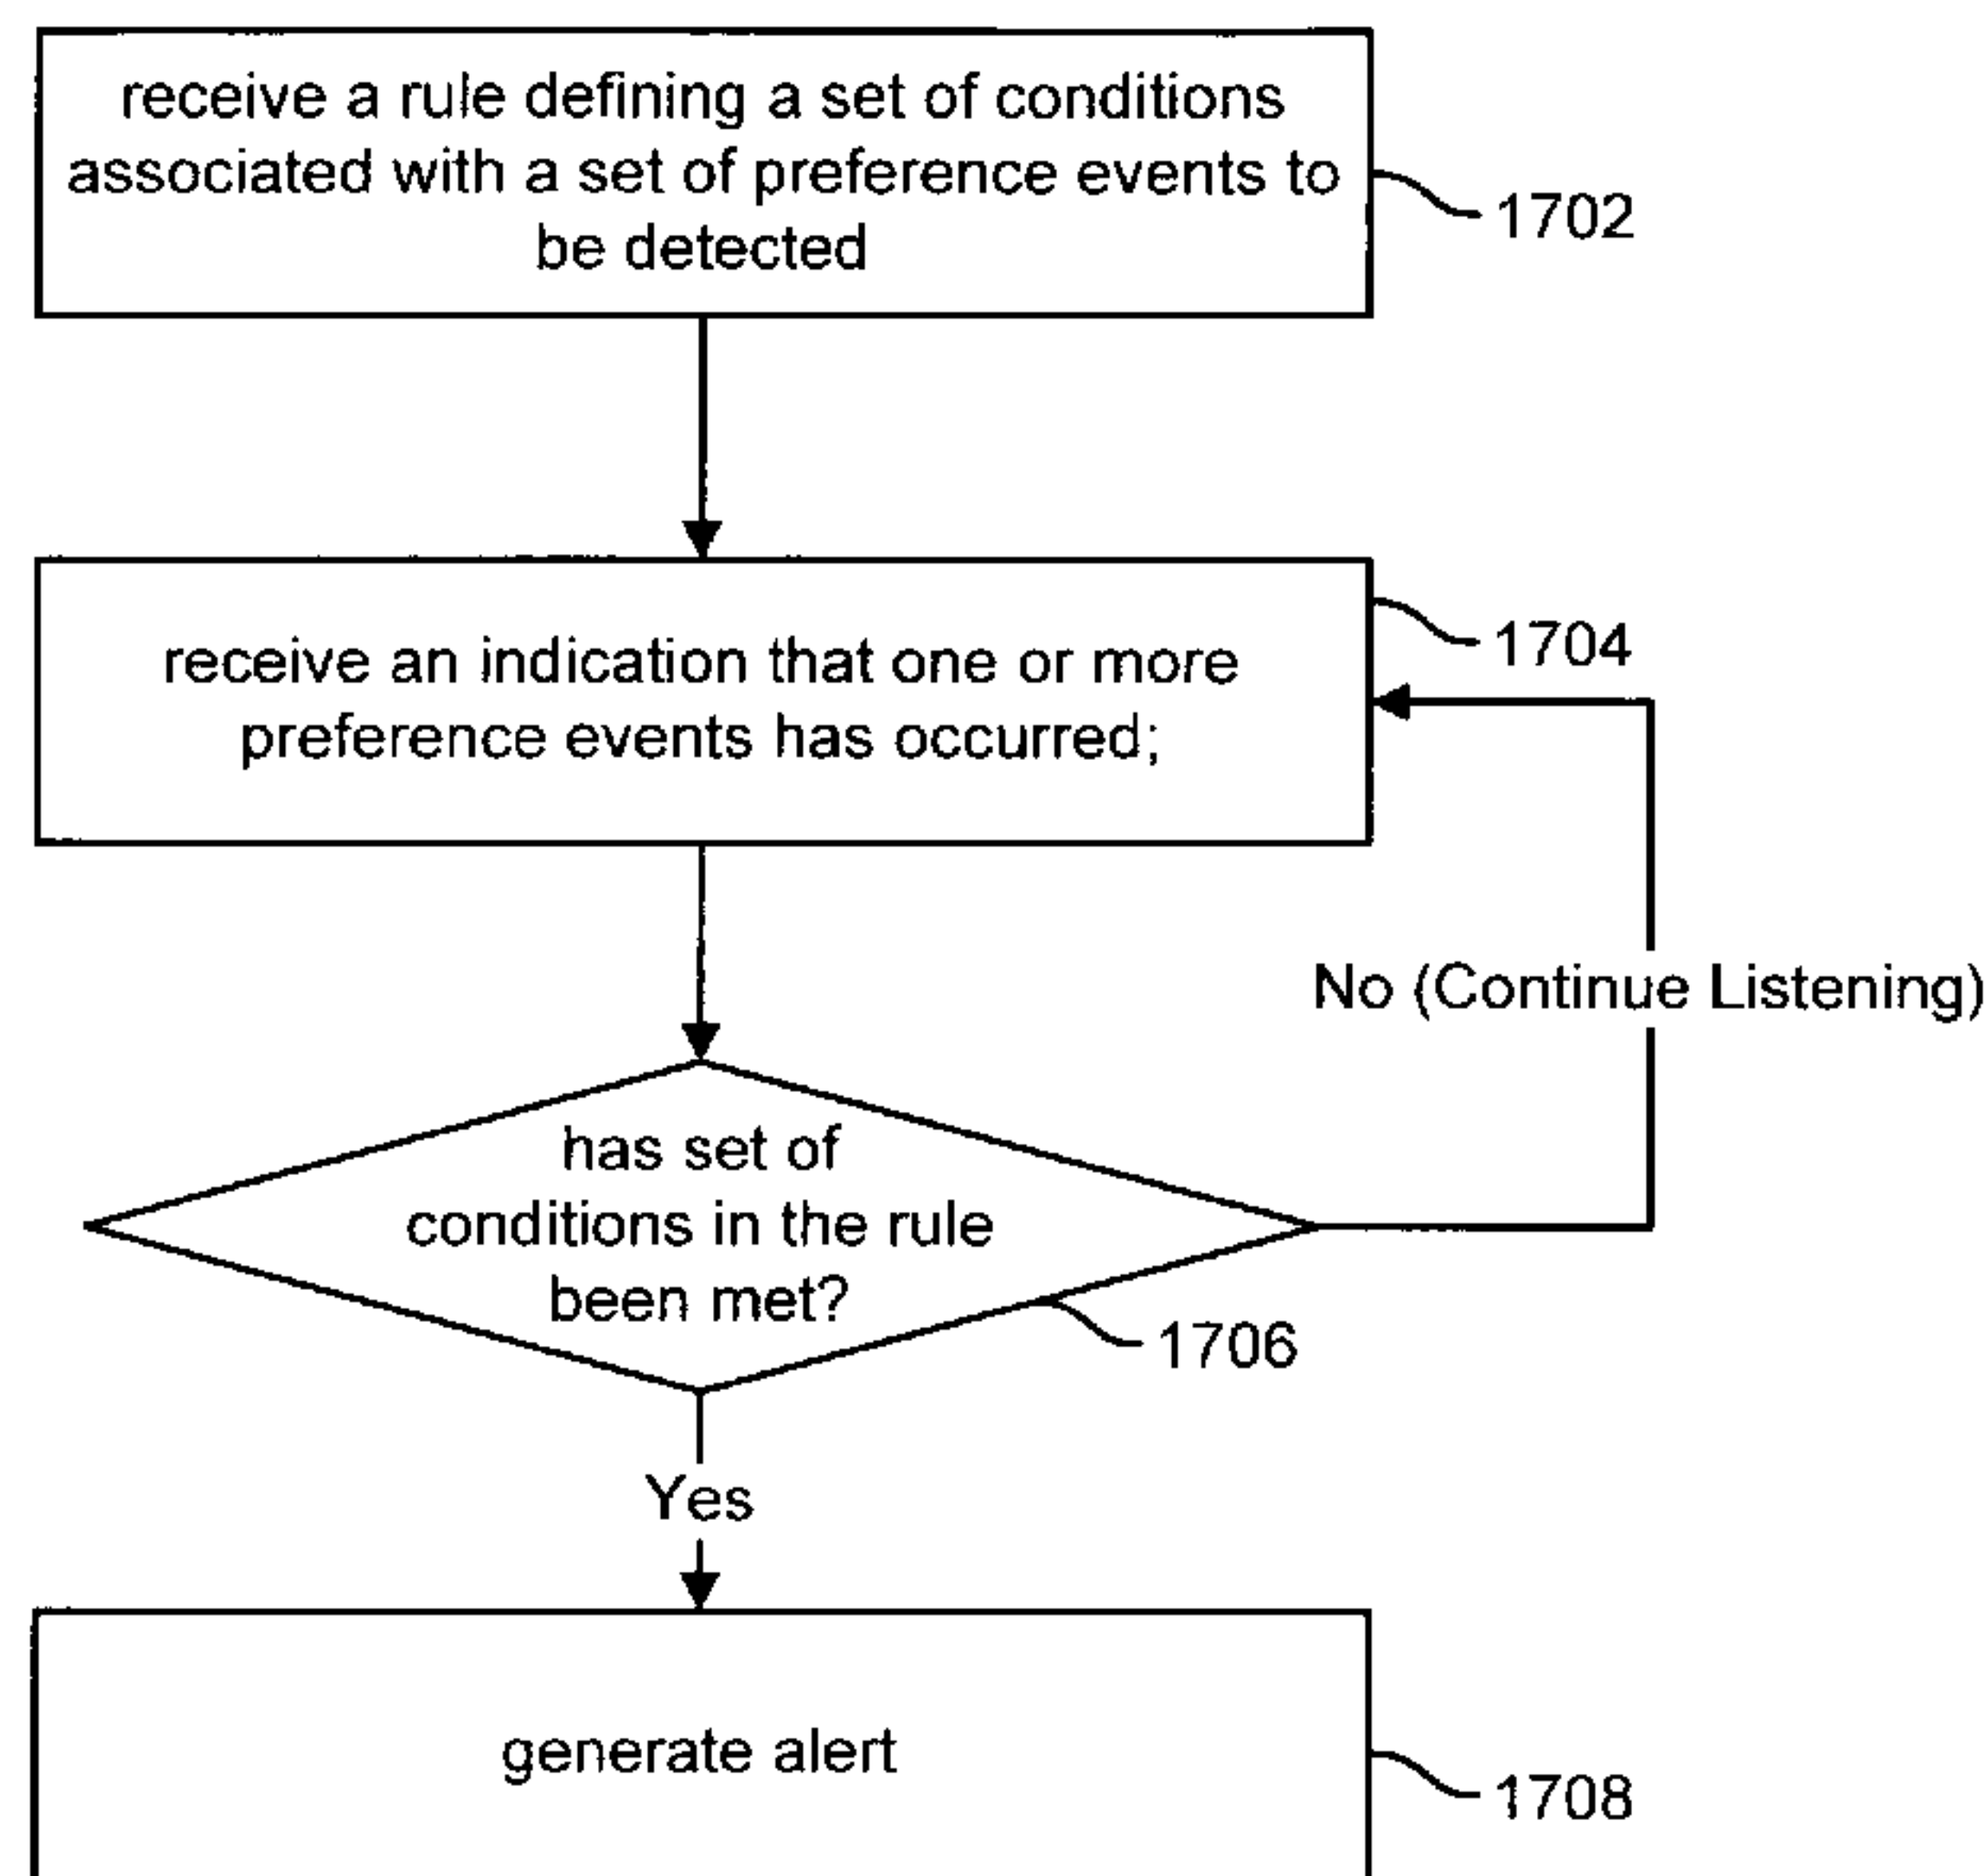 receive a rule defining a set of conditions
associated with a set of preference events to
be detected
1702
receive an indication that one or more
preference events has occurred;
1704
No (Continue Listening)
has set of
conditions in the rule
been met?
1706
Yes
generate alert
1708